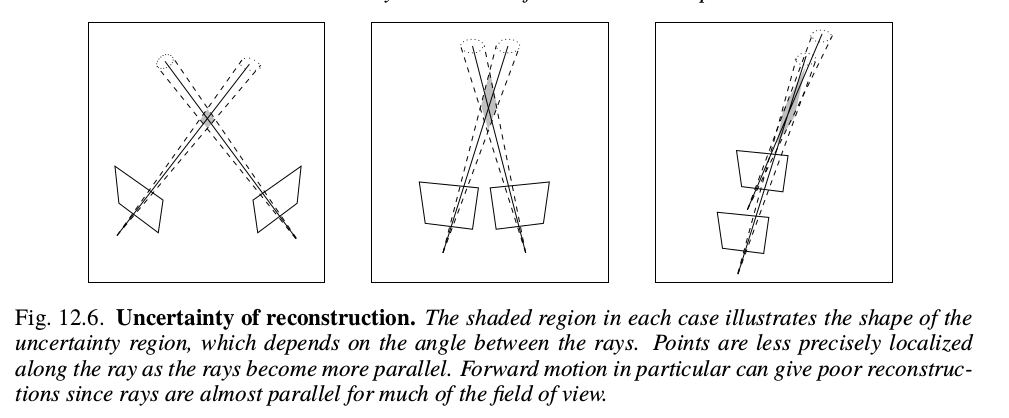 Fig. 12.6. Uncertainty of reconstruction. The shaded region in each case illustrates the shape of the
uncertainty region, which depends on the angle between the rays. Points are less precisely localized
along the ray as the rays become more parallel. Forward motion in particular can give poor reconstruc-
tions since rays are almost parallel for much of the field of view.